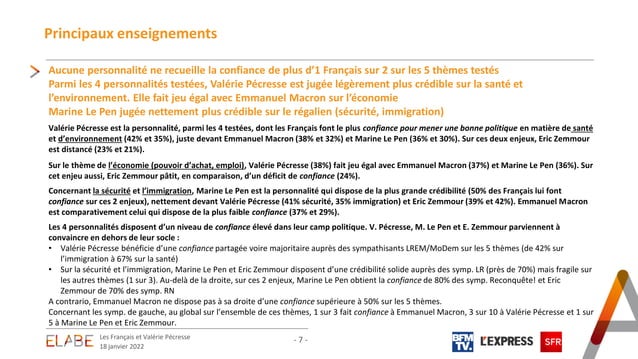 Principaux enseignements
Aucune personnalité ne recueille la confiance de plus d’1 Français sur 2 sur les 5 thèmes testés
Parmi les 4 personnalités testées, Valérie Pécresse est jugée légèrement plus crédible sur la santé et
l’environnement. Elle fait jeu égal avec Emmanuel Macron sur l’économie
Marine Le Pen jugée nettement plus crédible sur le régalien (sécurité, immigration)
Valérie Pécresse est la personnalité, parmi les 4 testées, dont les Français font le plus confiance pour mener une bonne politique en matière de santé
et d’environnement (42% et 35%), juste devant Emmanuel Macron (38% et 32%) et Marine Le Pen (36% et 30%). Sur ces deux enjeux, Eric Zemmour
est distancé (23% et 21%).
Sur le thème de l’économie (pouvoir d’achat, emploi), Valérie Pécresse (38%) fait jeu égal avec Emmanuel Macron (37%) et Marine Le Pen (36%). Sur
cet enjeu aussi, Eric Zemmour pâtit, en comparaison, d’un déficit de confiance (24%).
Concernant la sécurité et l’immigration, Marine Le Pen est la personnalité qui dispose de la plus grande crédibilité (50% des Français lui font
confiance sur ces 2 enjeux), nettement devant Valérie Pécresse (41% sécurité, 35% immigration) et Eric Zemmour (39% et 42%). Emmanuel Macron
est comparativement celui qui dispose de la plus faible confiance (37% et 29%).
Les 4 personnalités disposent d’un niveau de confiance élevé dans leur camp politique. V. Pécresse, M. Le Pen et E. Zemmour parviennent à
convaincre en dehors de leur socle :
• Valérie Pécresse bénéficie d’une confiance partagée voire majoritaire auprès des sympathisants LREM/MoDem sur les 5 thèmes (de 42% sur
l’immigration à 67% sur la santé)
• Sur la sécurité et l’immigration, Marine Le Pen et Eric Zemmour disposent d’une crédibilité solide auprès des symp. LR (près de 70%) mais fragile sur
les autres thèmes (1 sur 3). Au-delà de la droite, sur ces 2 enjeux, Marine Le Pen obtient la confiance de 80% des symp. Reconquête! et Eric
Zemmour de 70% des symp. RN
A contrario, Emmanuel Macron ne dispose pas à sa droite d’une confiance supérieure à 50% sur les 5 thèmes.
Concernant les symp. de gauche, au global sur l’ensemble de ces thèmes, 1 sur 3 fait confiance à Emmanuel Macron, 3 sur 10 à Valérie Pécresse et 1 sur
5 à Marine Le Pen et Eric Zemmour.
ELABE
Les Français et Valérie Pécresse
18 janvier 2022
- 7 -
BFM
TV.
L'EXPRESS
SFR